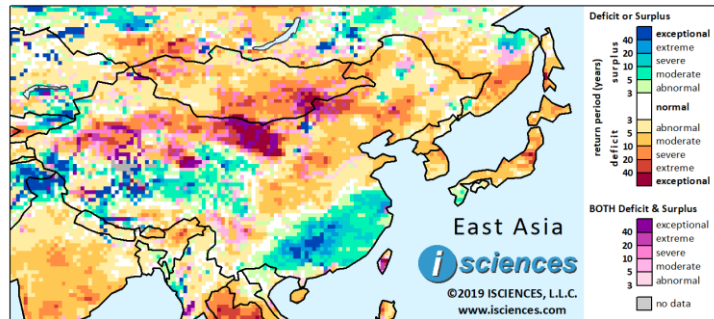 East Asia
i sciences
©2019 ISCIENCES, L.L.C.
www.isciences.com
Deficit or Surplus
return period (years)
surplus
deficit
40
20
10
5
3
exceptional
extreme
severe
moderate
abnormal
normal
3
5
10
20
40
abnormal
moderate
severe
extreme
exceptional
BOTH Deficit & Surplus
40
20
10
5
3
exceptional
extreme
severe
moderate
abnormal
no data